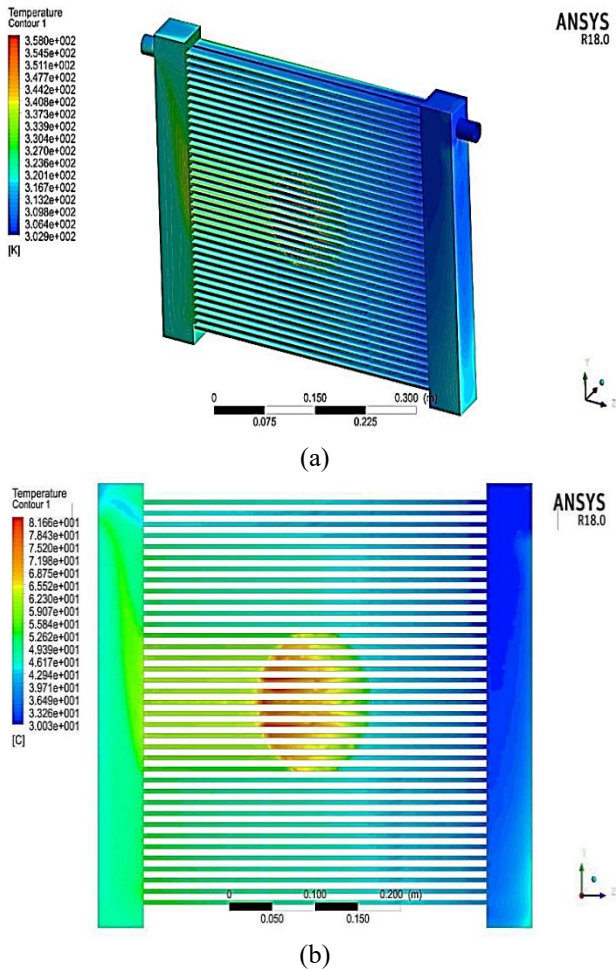 Temperature
Contour 1
3.580e+002
3.545e+002
3.511e+002
3.477e+002
3.442e+002
3.408e+002
3.373e+002
3.339e+002
3.304e+002
3.270e+002
3.236e+002
3.201e+002
3.167e+002
3.132e+002
3.098e+002
3.064e+002
3.029e+002
[K]
ANSYS
R18.0
0 0.150 0.300 (m)
0.075 0.225
Y
Z
(a)
Temperature
Contour 1
8.166e+001
7.843e+001
7.520e+001
7.198e+001
6.875e+001
6.552e+001
6.230e+001
5.907e+001
5.584e+001
5.262e+001
4.939e+001
4.617e+001
4.294e+001
3.971e+001
3.649e+001
3.326e+001
3.003e+001
[C]
ANSYS
R18.0
0 0.100 0.200 (m)
0.050 0.150
Y
Z
(b)